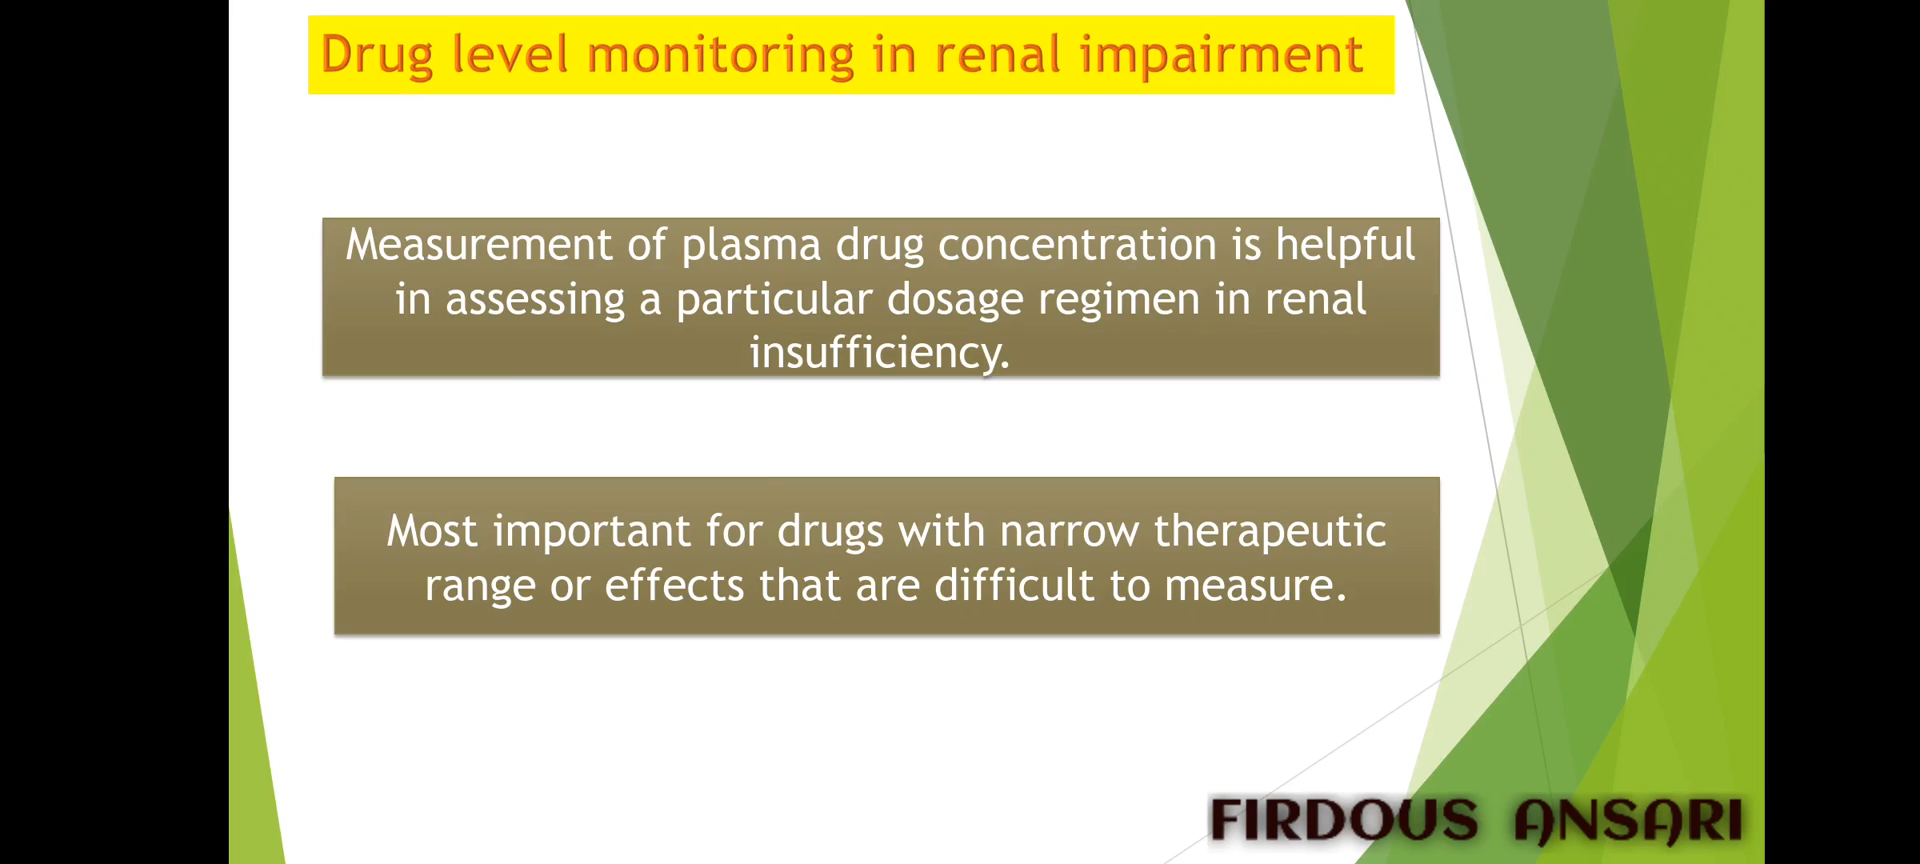 Drug level monitoring in renal impairment
Measurement of plasma drug concentration is helpful
in assessing a particular dosage regimen in renal
insufficiency.
Most important for drugs with narrow therapeutic
range or effects that are difficult to measure.
FIRDOUS ANSARI